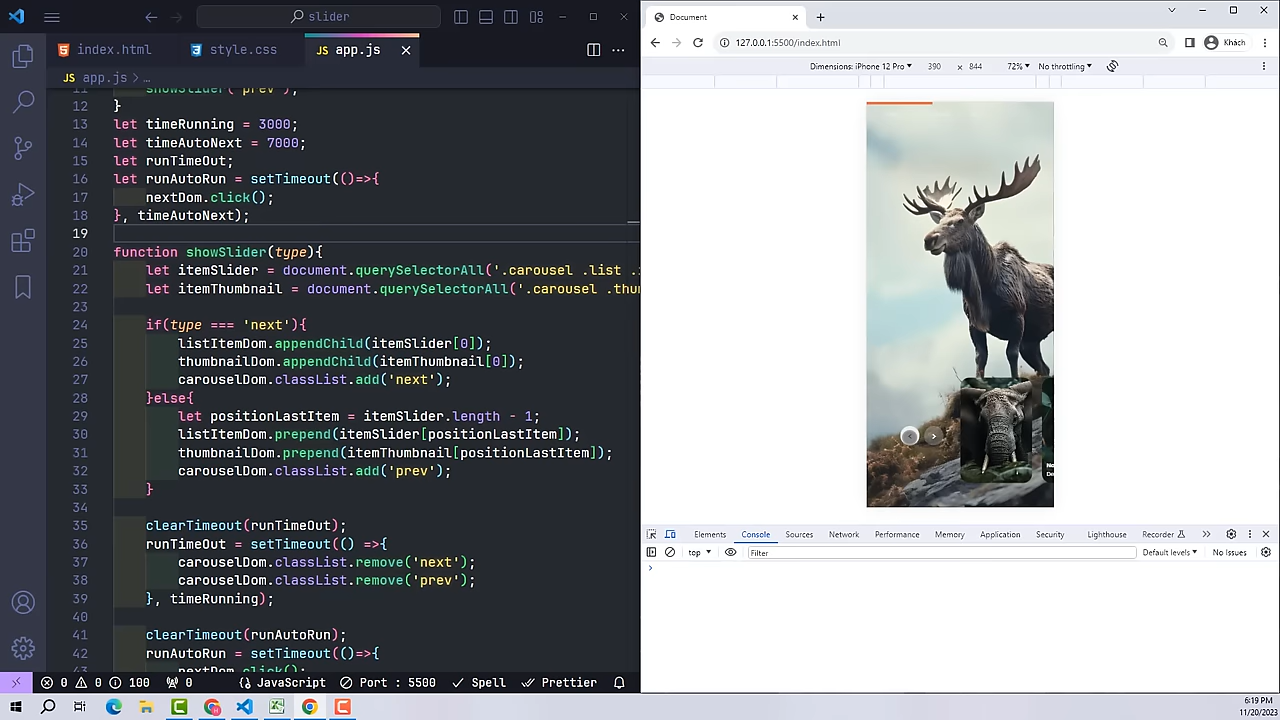 slider
index.html
style.css
JS app.js
JS app.js > …
11 showSlider('prev');
12 }
13 let timeRunning = 3000;
14 let timeAutoNext = 7000;
15 let runTimeOut;
16 let runAutoRun = setTimeout(()=>{
17 nextDom.click();
18 }, timeAutoNext);
19
20 function showSlider(type){
21 let itemSlider = document.querySelectorAll('.carousel .list .
22 let itemThumbnail = document.querySelectorAll('.carousel .thu
23
24 if(type === 'next'){
25 listItemDom.appendChild(itemSlider[0]);
26 thumbnailDom.appendChild(itemThumbnail[0]);
27 carouselDom.classList.add('next');
28 }else{
29 let positionLastItem = itemSlider.length - 1;
30 listItemDom.prepend(itemSlider[positionLastItem]);
31 thumbnailDom.prepend(itemThumbnail[positionLastItem]);
32 carouselDom.classList.add('prev');
33 }
34
35 clearTimeout(runTimeOut);
36 runTimeOut = setTimeout(() =>{
37 carouselDom.classList.remove('next');
38 carouselDom.classList.remove('prev');
39 }, timeRunning);
40
41 clearTimeout(runAutoRun);
42 runAutoRun = setTimeout(()=>{
43 nextDom.click();
0 0 100 0 {} JavaScript Port : 5500 Spell Prettier
Document
127.0.0.1:5500/index.html Khách
Dimensions: iPhone 12 Pro 390 × 844 72% No throttling
Elements Console Sources Network Performance Memory Application Security Lighthouse Recorder
top Filter Default levels No Issues
6:19 PM
11/20/2023